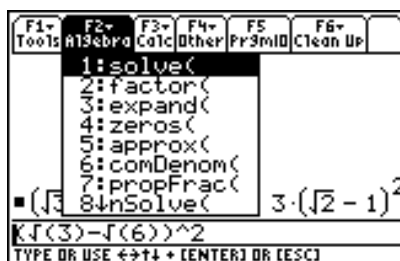 F1▾ F2▾ F3▾ F4▾ F5 F6▾
Tools Algebra Calc Other PrgmIO Clean Up
1:solve(
2:factor(
3:expand(
4:zeros(
5:approx(
6:comDenom(
7:propFrac(
8↓nSolve(
▪(√3 3·(√2 − 1)²
(√(3)−√(6))^2
TYPE OR USE ←→↑↓ + [ENTER] OR [ESC]